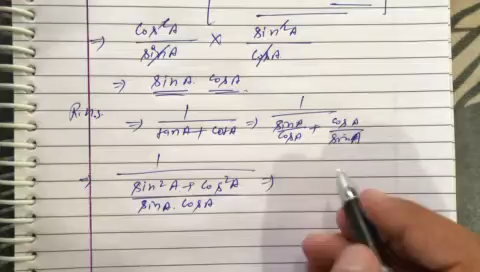 ⇒ cos²A/sinA × sin²A/cosA
⇒ sinA. cosA.
R.H.S. ⇒ 1/(tanA + cotA) ⇒ 1/(sinA/cosA + cosA/sinA)
⇒ 1/((sin²A + cos²A)/(sinA. cosA)) ⇒